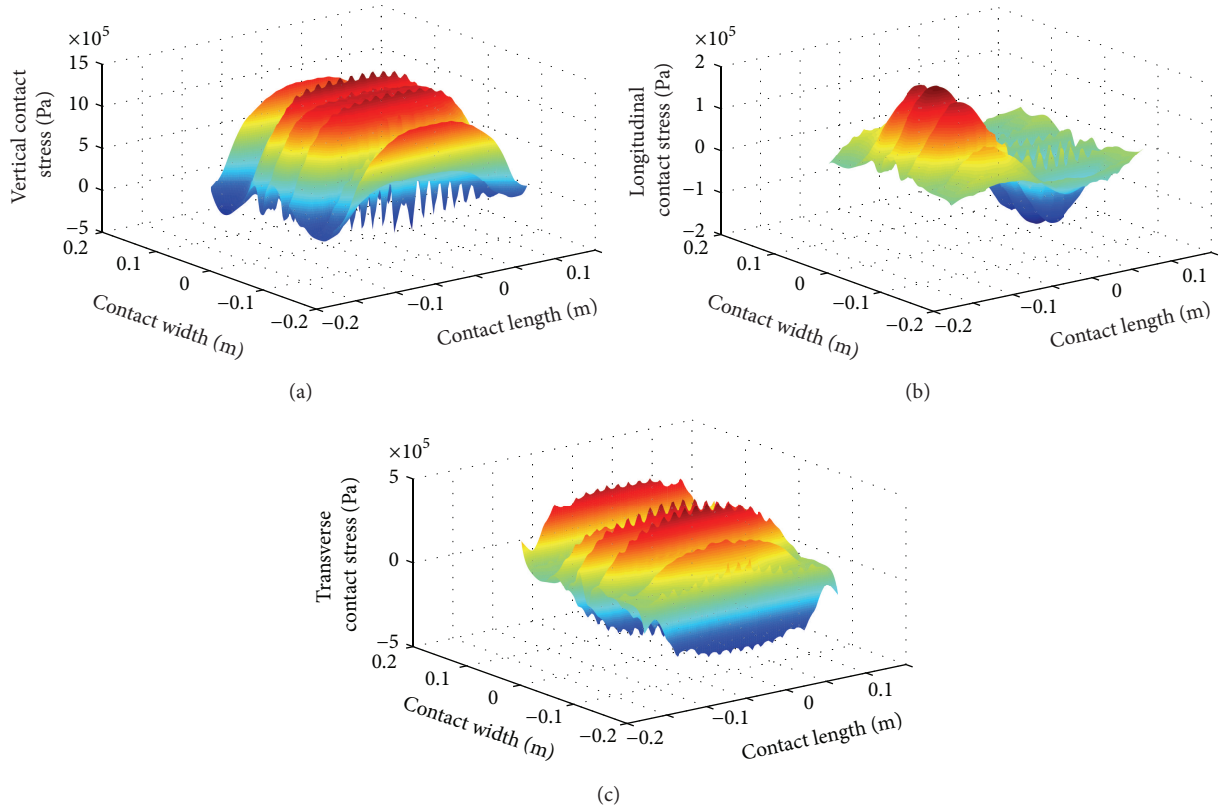 ×10⁵
15
10
5
0
−5
Vertical contact
stress (Pa)
0.2
0.1
0
−0.1
−0.2
Contact width (m)
−0.2
−0.1
0
0.1
Contact length (m)
(a)
×10⁵
2
1
0
−1
−2
Longitudinal
contact stress (Pa)
0.2
0.1
0
−0.1
−0.2
Contact width (m)
−0.2
−0.1
0
0.1
Contact length (m)
(b)
×10⁵
5
0
−5
Transverse
contact stress (Pa)
0.2
0.1
0
−0.1
−0.2
Contact width (m)
−0.2
−0.1
0
0.1
Contact length (m)
(c)